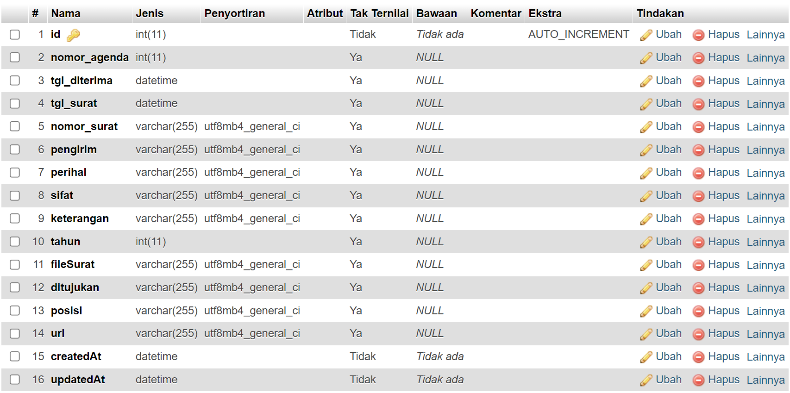 # Nama Jenis Penyortiran Atribut Tak Ternilai Bawaan Komentar Ekstra Tindakan
1 id int(11) Tidak Tidak ada AUTO_INCREMENT Ubah Hapus Lainnya
2 nomor_agenda int(11) Ya NULL Ubah Hapus Lainnya
3 tgl_diterima datetime Ya NULL Ubah Hapus Lainnya
4 tgl_surat datetime Ya NULL Ubah Hapus Lainnya
5 nomor_surat varchar(255) utf8mb4_general_ci Ya NULL Ubah Hapus Lainnya
6 pengirim varchar(255) utf8mb4_general_ci Ya NULL Ubah Hapus Lainnya
7 perihal varchar(255) utf8mb4_general_ci Ya NULL Ubah Hapus Lainnya
8 sifat varchar(255) utf8mb4_general_ci Ya NULL Ubah Hapus Lainnya
9 keterangan varchar(255) utf8mb4_general_ci Ya NULL Ubah Hapus Lainnya
10 tahun int(11) Ya NULL Ubah Hapus Lainnya
11 fileSurat varchar(255) utf8mb4_general_ci Ya NULL Ubah Hapus Lainnya
12 ditujukan varchar(255) utf8mb4_general_ci Ya NULL Ubah Hapus Lainnya
13 posisi varchar(255) utf8mb4_general_ci Ya NULL Ubah Hapus Lainnya
14 url varchar(255) utf8mb4_general_ci Ya NULL Ubah Hapus Lainnya
15 createdAt datetime Tidak Tidak ada Ubah Hapus Lainnya
16 updatedAt datetime Tidak Tidak ada Ubah Hapus Lainnya